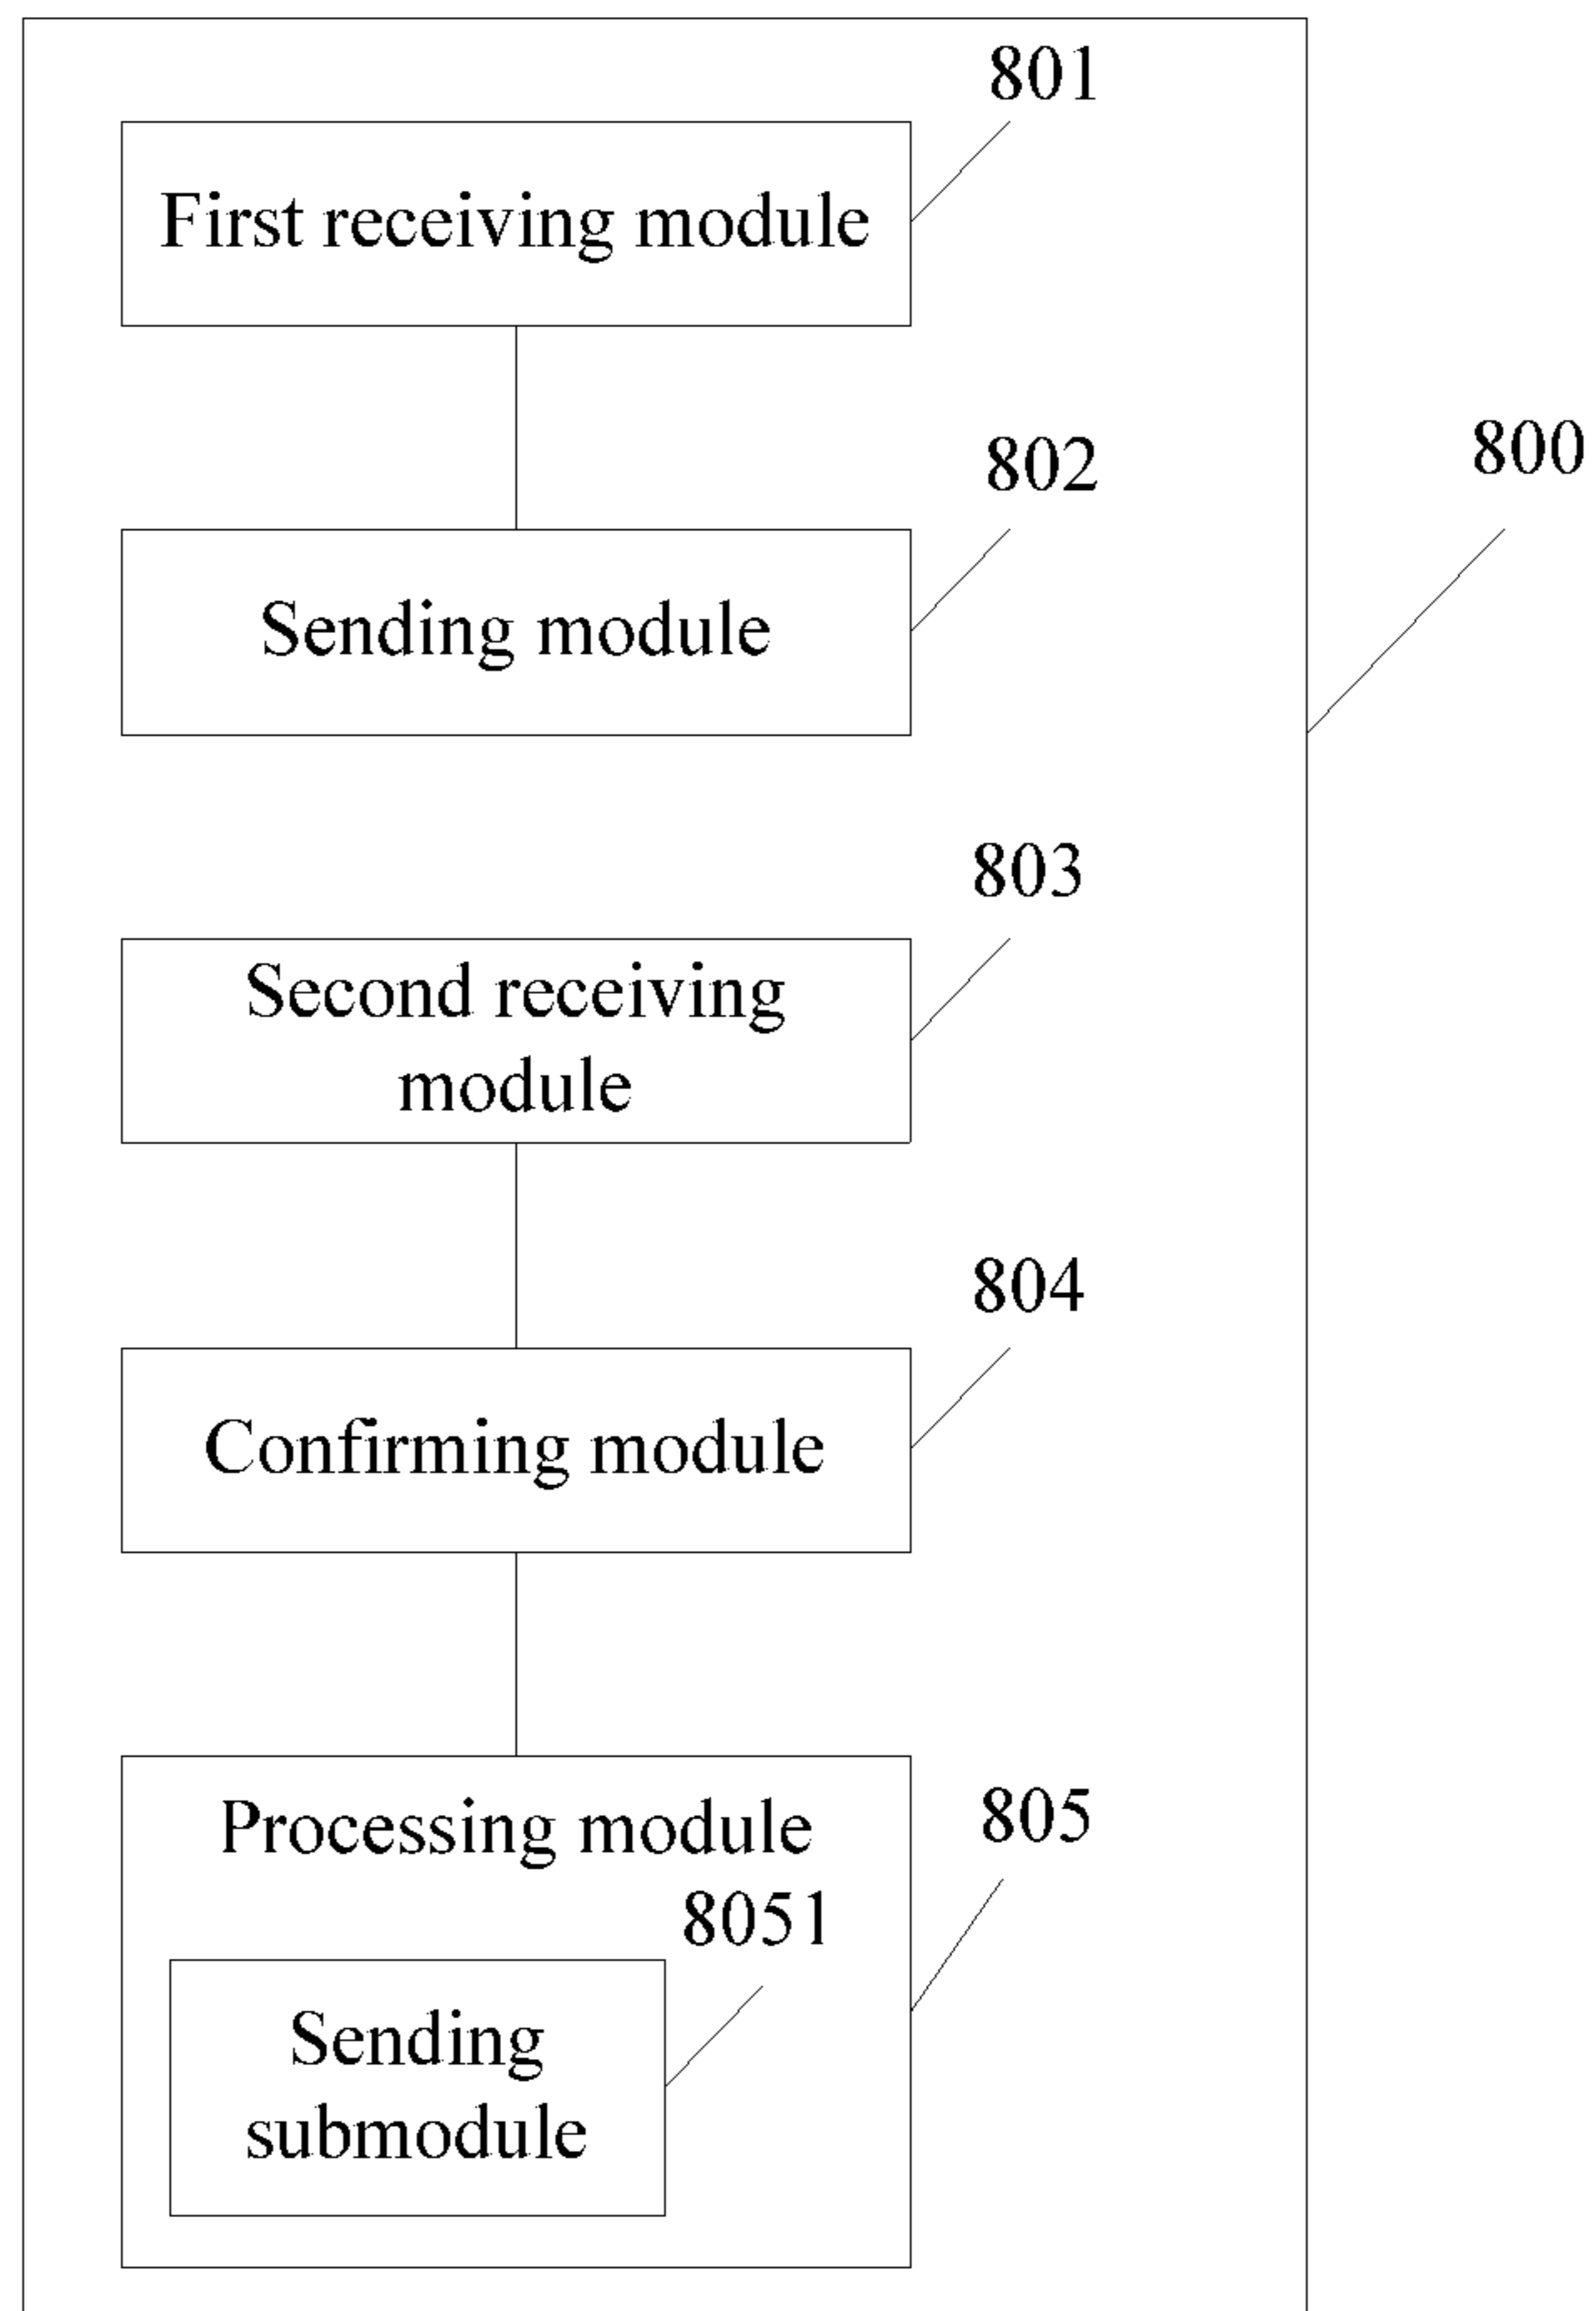 801
First receiving module
802
800
Sending module
803
Second receiving
module
804
Confirming module
805
Processing module
8051
Sending
submodule